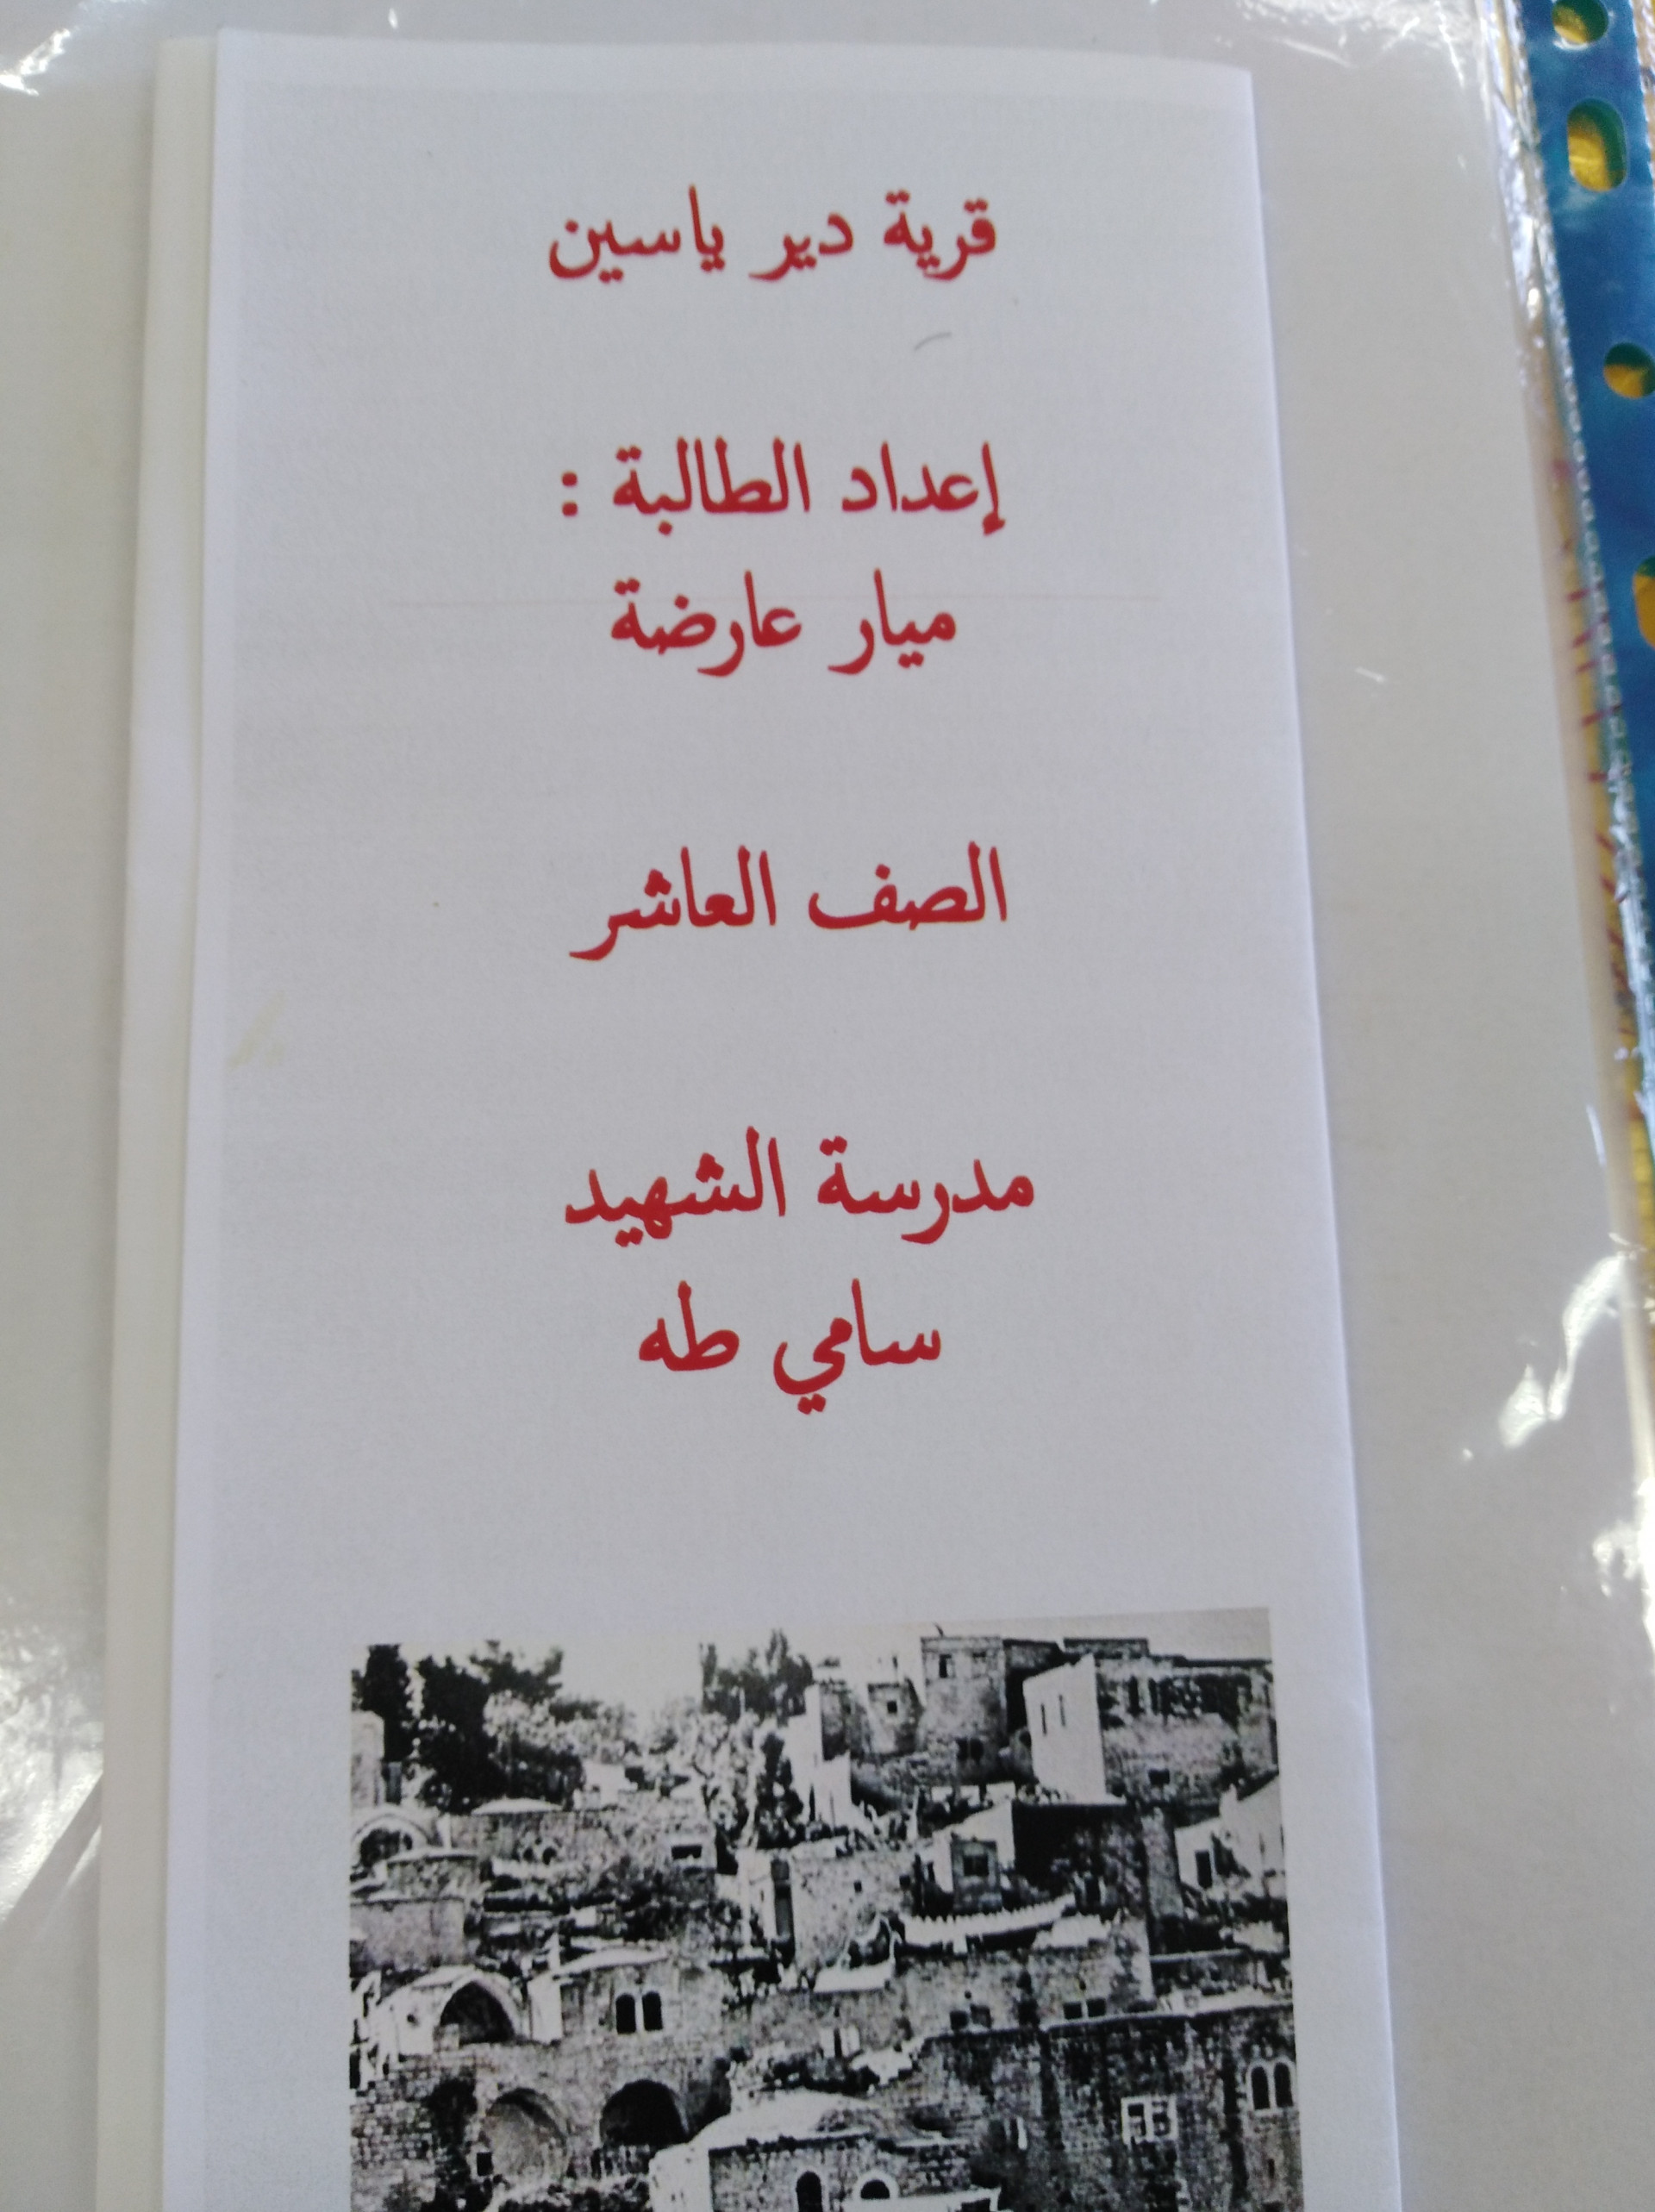 قرية دير ياسين
إعداد الطالبة :
ميار عارضة
الصف العاشر
مدرسة الشهيد
سامي طه